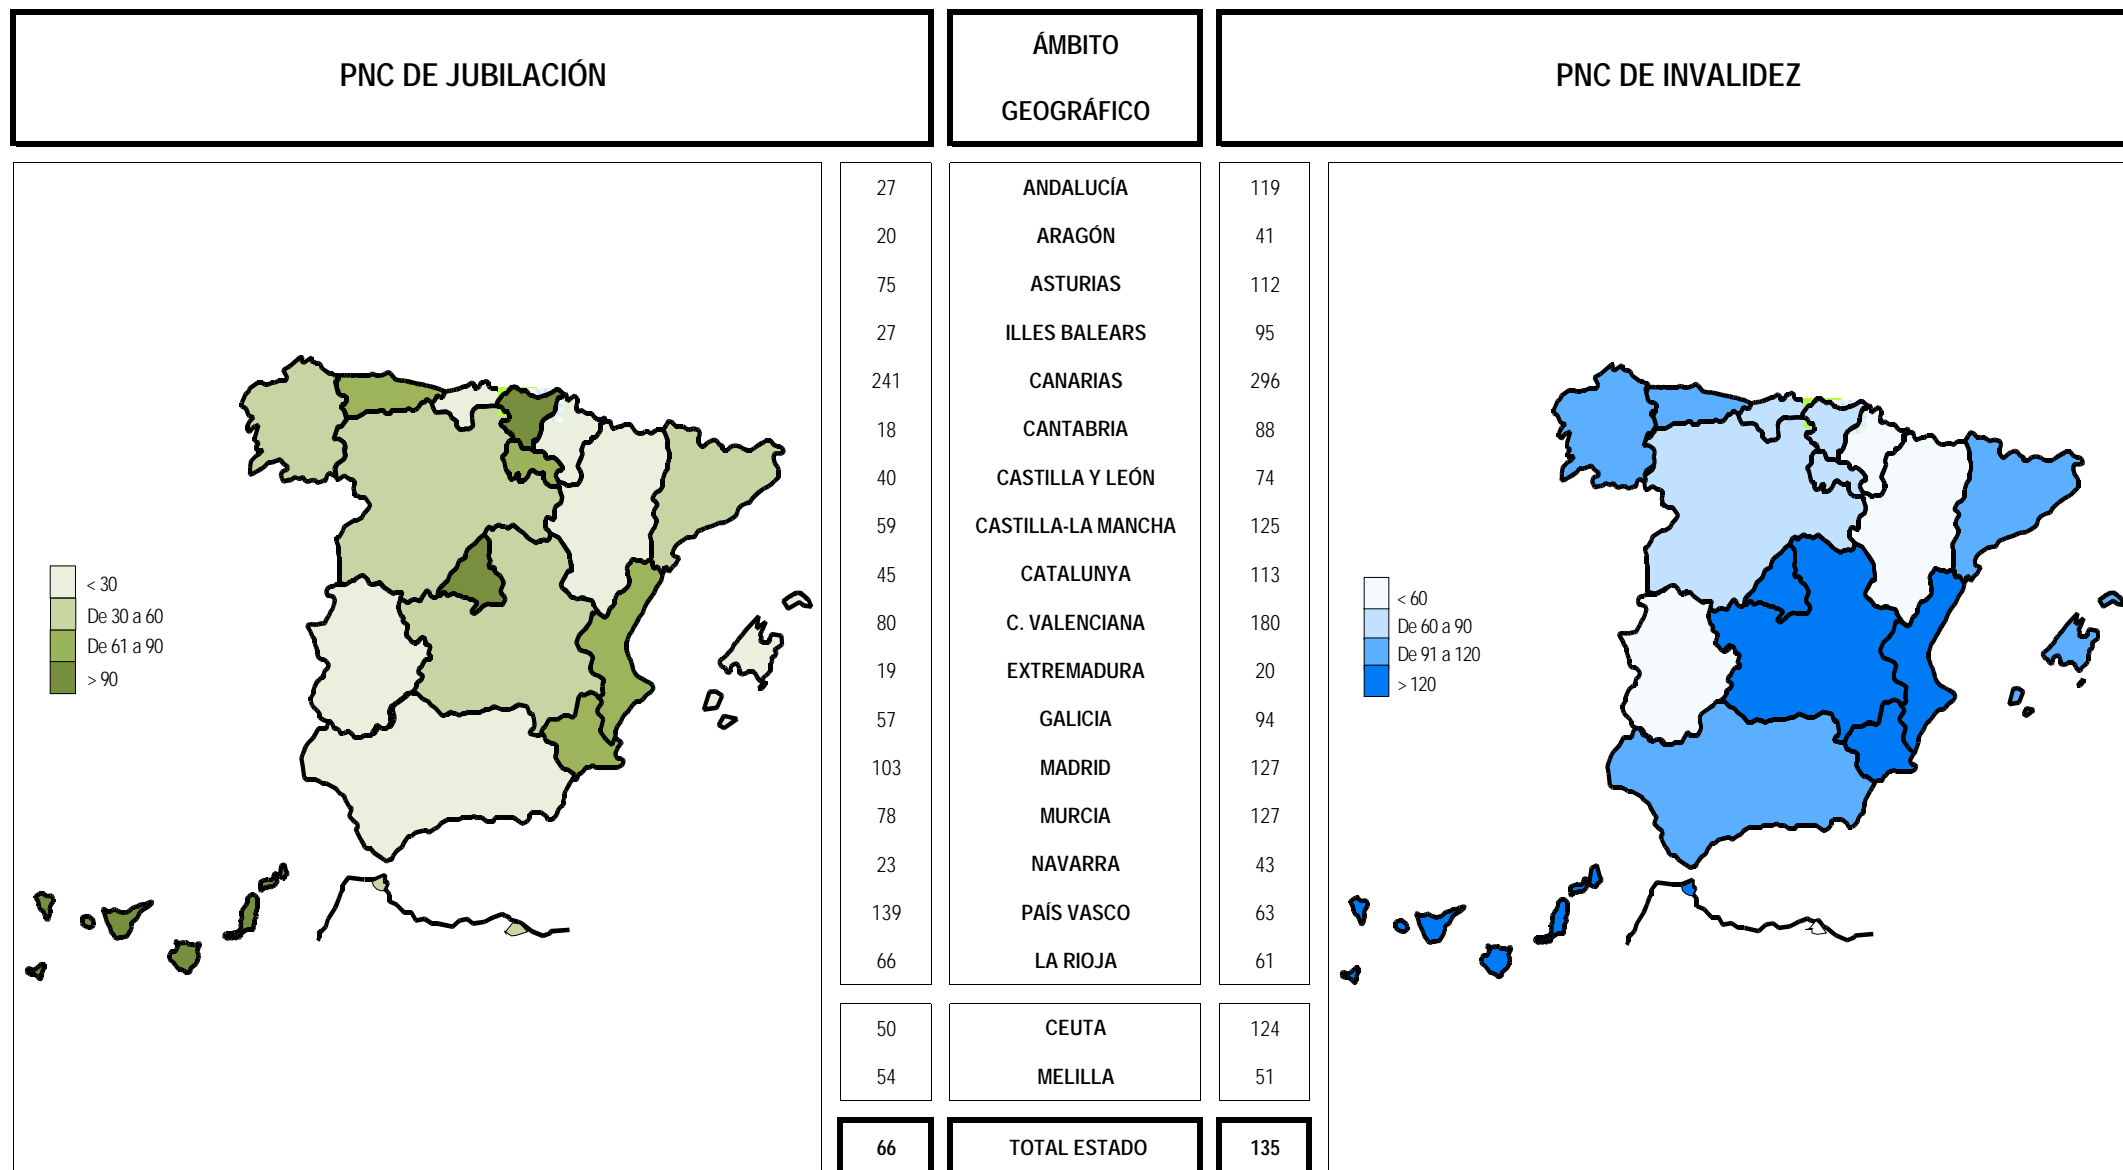 PNC DE JUBILACIÓN
ÁMBITO
GEOGRÁFICO
PNC DE INVALIDEZ
27 ANDALUCÍA 119
20 ARAGÓN 41
75 ASTURIAS 112
27 ILLES BALEARS 95
241 CANARIAS 296
18 CANTABRIA 88
40 CASTILLA Y LEÓN 74
59 CASTILLA-LA MANCHA 125
45 CATALUNYA 113
80 C. VALENCIANA 180
19 EXTREMADURA 20
57 GALICIA 94
103 MADRID 127
78 MURCIA 127
23 NAVARRA 43
139 PAÍS VASCO 63
66 LA RIOJA 61
50 CEUTA 124
54 MELILLA 51
66 TOTAL ESTADO 135
< 30
De 30 a 60
De 61 a 90
> 90
< 60
De 60 a 90
De 91 a 120
> 120